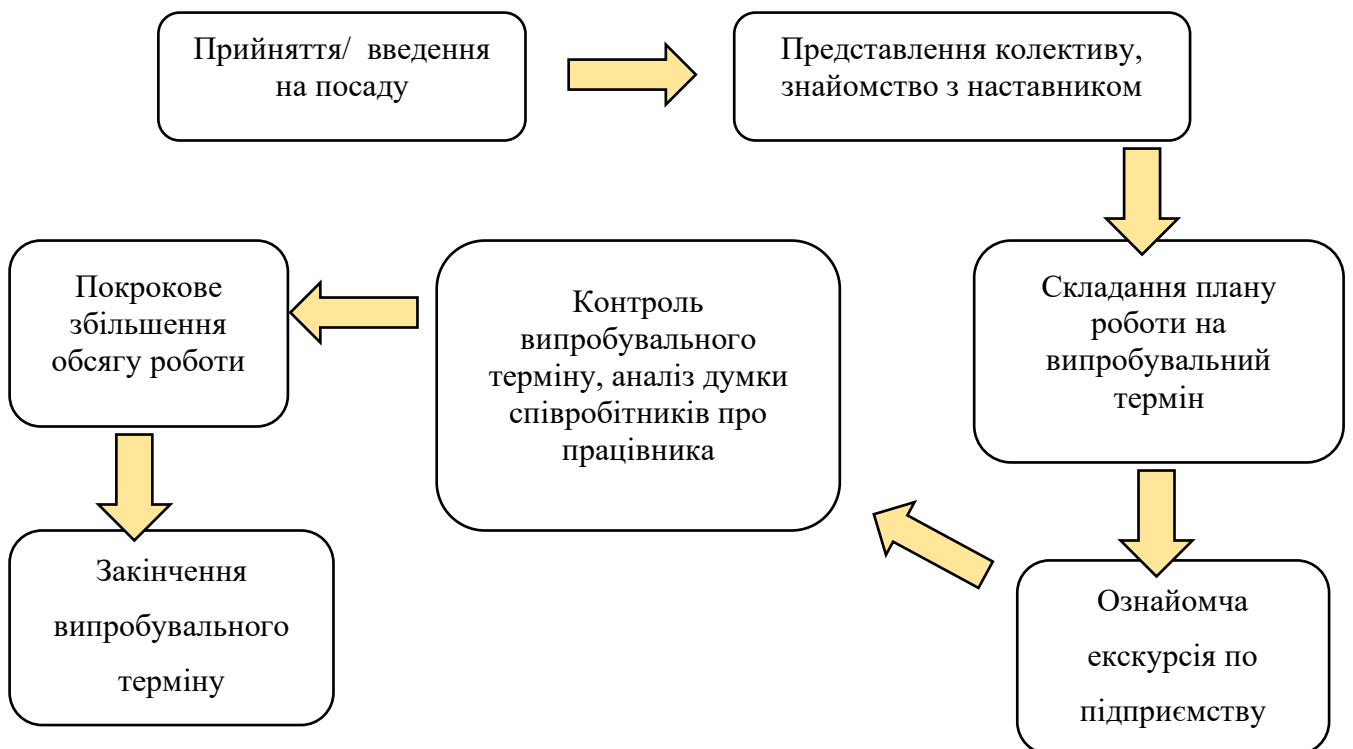 Прийняття/ введення
на посаду
Представлення колективу,
знайомство з наставником
Складання плану
роботи на
випробувальний
термін
Ознайомча
екскурсія по
підприємству
Контроль
випробувального
терміну, аналіз думки
співробітників про
працівника
Покрокове
збільшення
обсягу роботи
Закінчення
випробувального
терміну